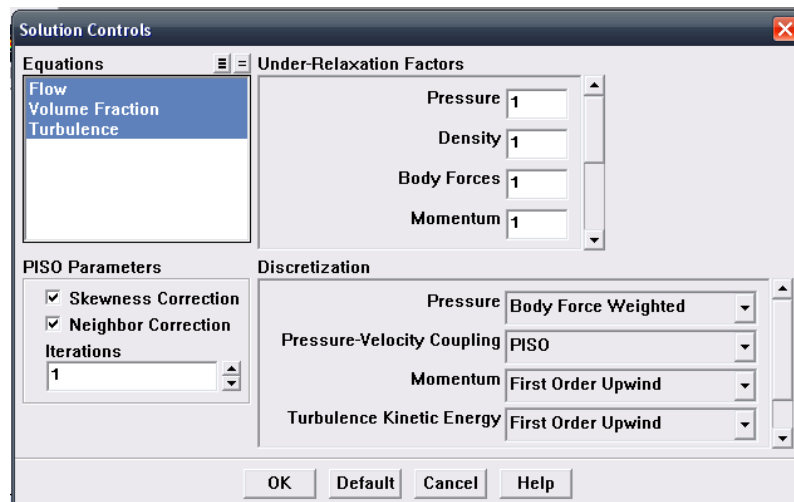 Solution Controls
Equations
Flow
Volume Fraction
Turbulence
Under-Relaxation Factors
Pressure 1
Density 1
Body Forces 1
Momentum 1
PISO Parameters
Skewness Correction
Neighbor Correction
Iterations
1
Discretization
Pressure Body Force Weighted
Pressure-Velocity Coupling PISO
Momentum First Order Upwind
Turbulence Kinetic Energy First Order Upwind
OK Default Cancel Help